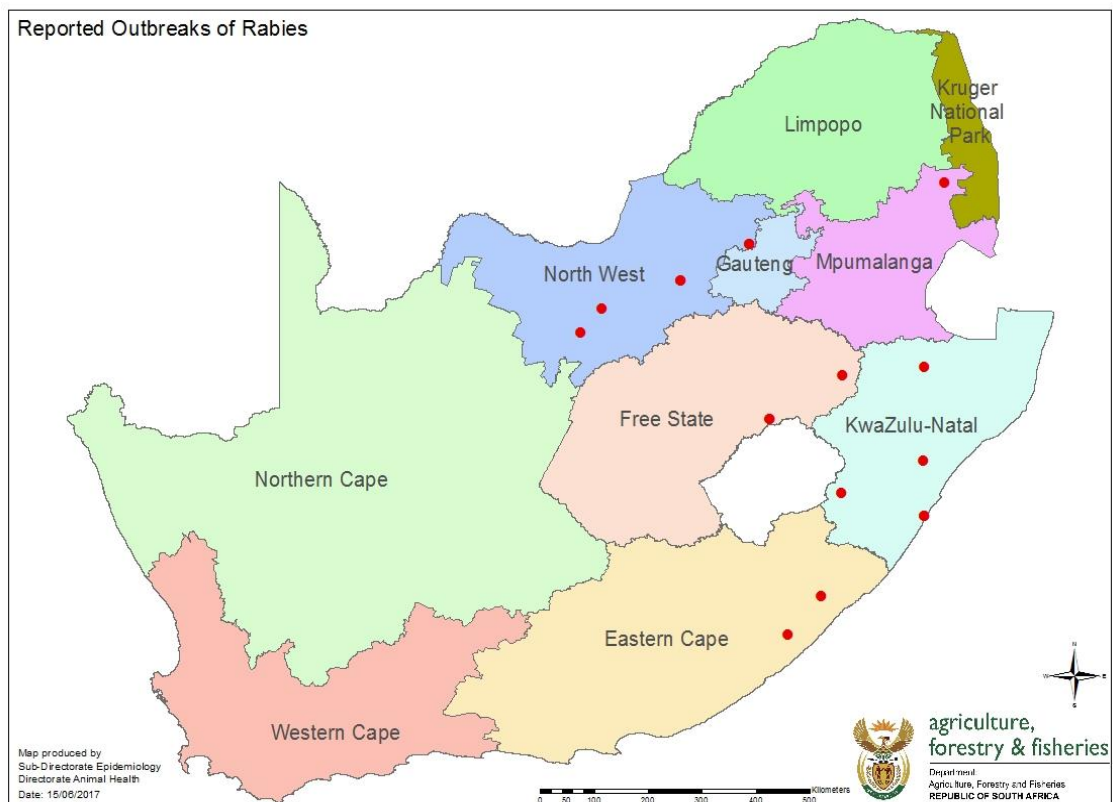 Reported Outbreaks of Rabies
Kruger
National
Park
Limpopo
North West
Gauteng
Mpumalanga
Free State
KwaZulu-Natal
Northern Cape
Eastern Cape
Western Cape
N
W
E
S
Map produced by
Sub-Directorate Epidemiology
Directorate Animal Health
Date: 15/06/2017
0 50 100 200 300 400 500
Kilometers
agriculture,
forestry & fisheries
Department:
Agriculture, Forestry and Fisheries
REPUBLIC OF SOUTH AFRICA